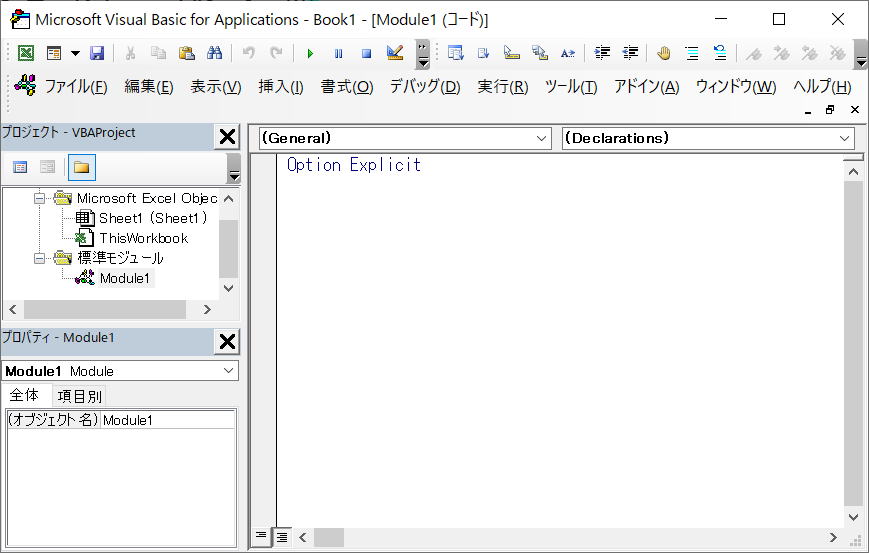 Microsoft Visual Basic for Applications - Book1 - [Module1 (コード)]
ファイル(F) 編集(E) 表示(V) 挿入(I) 書式(O) デバッグ(D) 実行(R) ツール(T) アドイン(A) ウィンドウ(W) ヘルプ(H)
プロジェクト - VBAProject
Microsoft Excel Objec
Sheet1 (Sheet1)
ThisWorkbook
標準モジュール
Module1
プロパティ - Module1
Module1 Module
全体 項目別
(オブジェクト名) Module1
(General) (Declarations)
Option Explicit